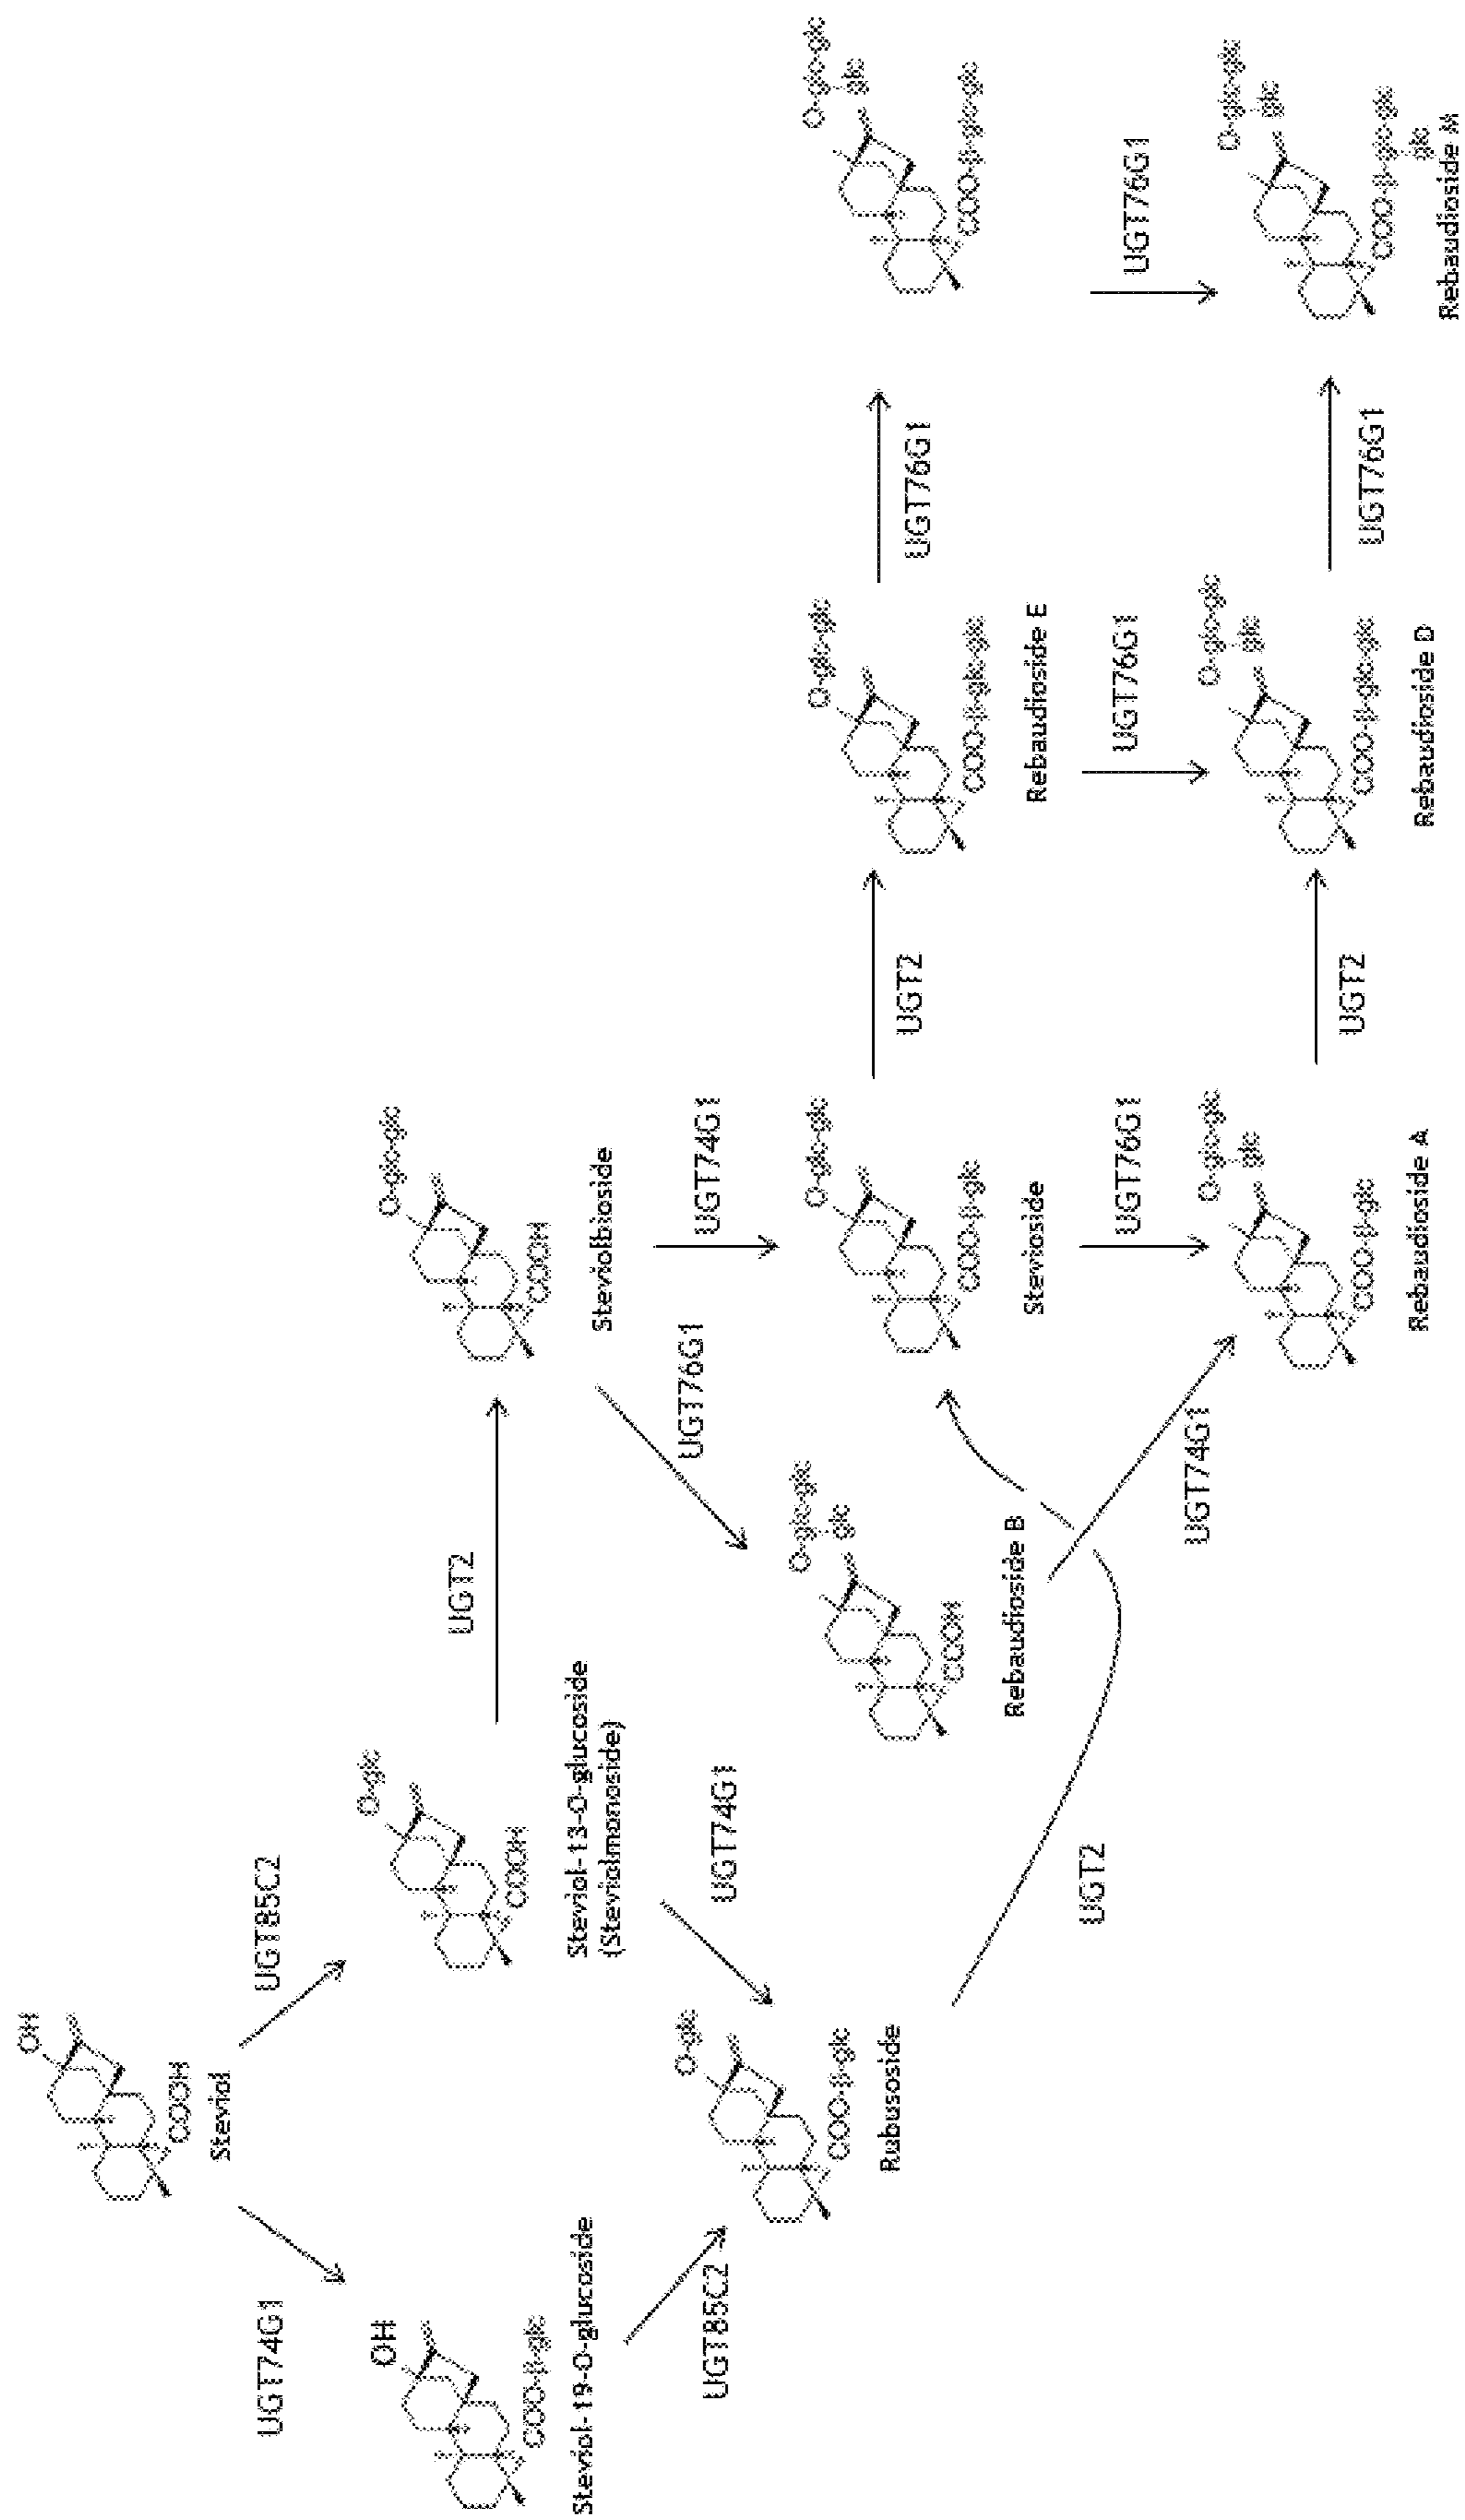 OH
COOH
Steviol
UGT74G1
UGT85C2
OH
COO-β-glc
Steviol-19-O-glucoside
O-glc
COOH
Steviol-13-O-glucoside
(Steviolmonoside)
UGT2
O-glc-glc
COOH
Steviolbioside
UGT85C2
UGT74G1
UGT76G1
UGT74G1
O-glc
COO-β-glc
Rubusoside
O-glc-glc
glc
COOH
Rebaudioside B
O-glc-glc
COO-β-glc
Stevioside
UGT2
O-glc-glc
COO-β-glc-glc
Rebaudioside E
UGT76G1
O-glc-glc
glc
COO-β-glc-glc
UGT2
UGT74G1
UGT76G1
UGT76G1
UGT76G1
O-glc-glc
glc
COO-β-glc
Rebaudioside A
UGT2
O-glc-glc
glc
COO-β-glc-glc
Rebaudioside D
UGT76G1
O-glc-glc
glc
COO-β-glc-glc
glc
Rebaudioside M